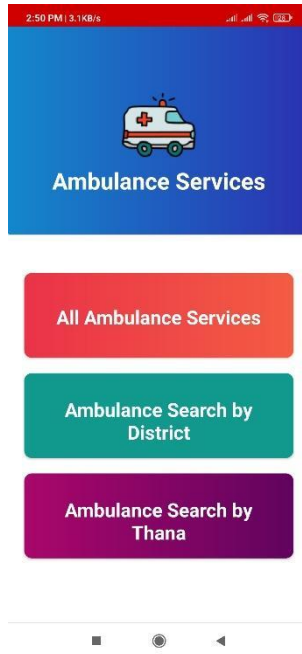 2:50 PM | 3.1KB/s
Ambulance Services
All Ambulance Services
Ambulance Search by
District
Ambulance Search by
Thana